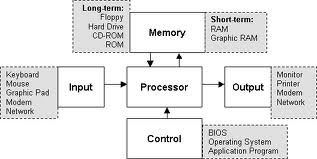 Long-term:
Floppy
Hard Drive
CD-ROM
ROM
Memory
Short-term:
RAM
Graphic RAM
Keyboard
Mouse
Graphic Pad
Modem
Network
Input
Processor
Output
Monitor
Printer
Modem
Network
Control
BIOS
Operating System
Application Program